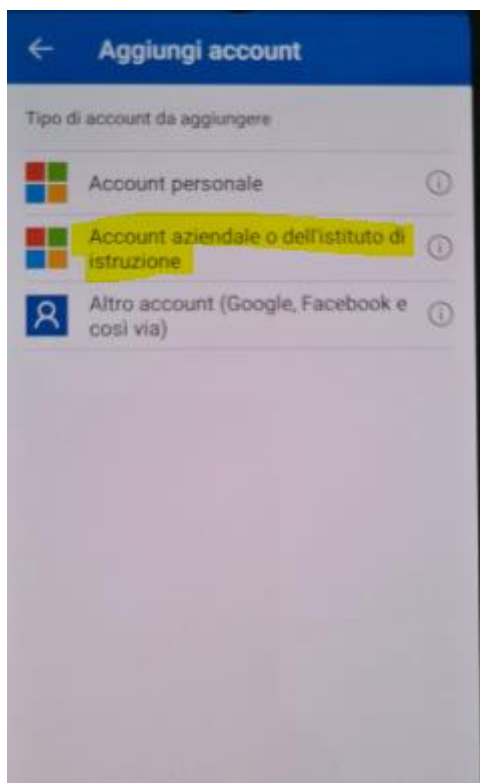 Aggiungi account
Tipo di account da aggiungere
Account personale
Account aziendale o dell'istituto di
istruzione
Altro account (Google, Facebook e
così via)